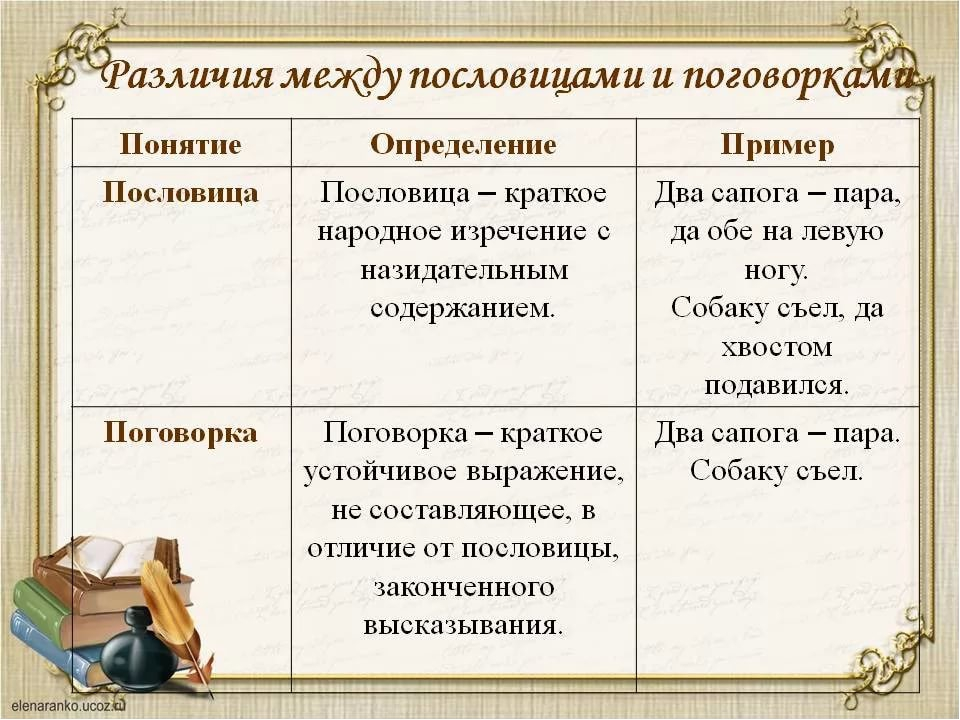 Различия между пословицами и поговорками
Понятие
Определение
Пример
Пословица
Пословица – краткое
народное изречение с
назидательным
содержанием.
Два сапога – пара,
да обе на левую
ногу.
Собаку съел, да
хвостом
подавился.
Поговорка
Поговорка – краткое
устойчивое выражение,
не составляющее, в
отличие от пословицы,
законченного
высказывания.
Два сапога – пара.
Собаку съел.
elenaranko.ucoz.ru